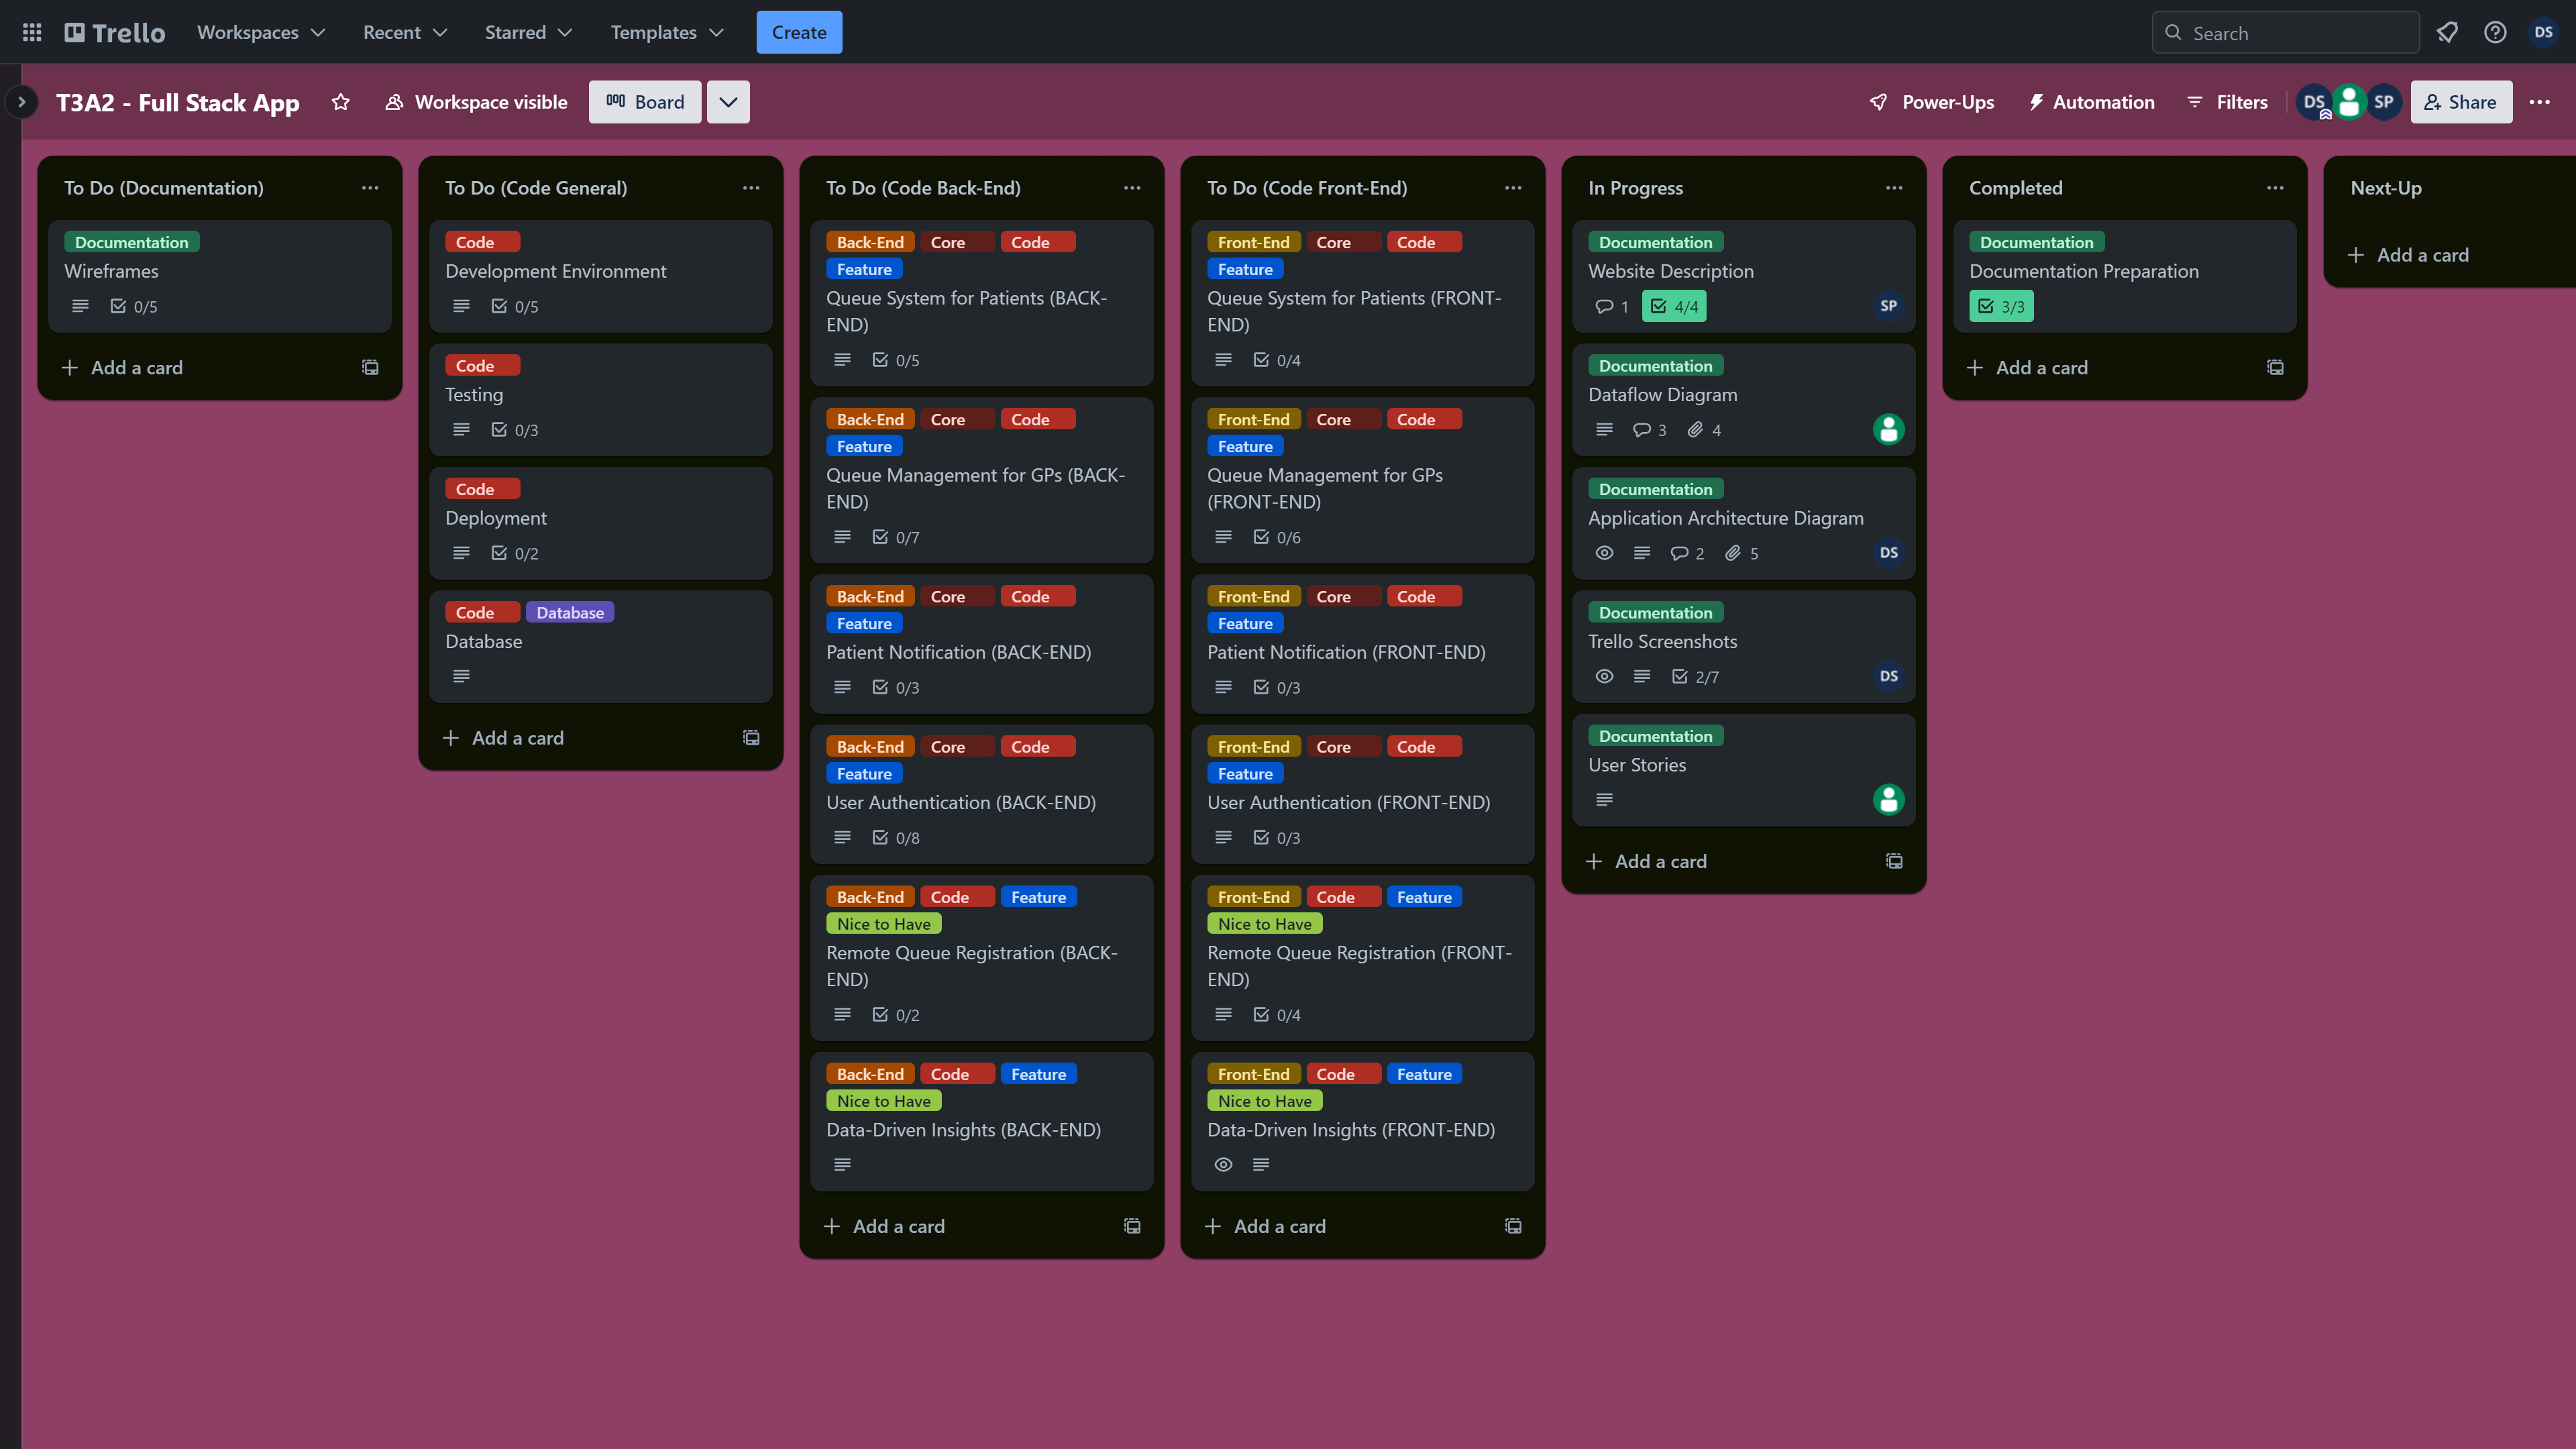 Trello Workspaces Recent Starred Templates Create Search DS
T3A2 - Full Stack App Workspace visible Board Power-Ups Automation Filters DS SP Share
To Do (Documentation)
Documentation
Wireframes
0/5
Add a card
To Do (Code General)
Code
Development Environment
0/5
Code
Testing
0/3
Code
Deployment
0/2
Code Database
Database
Add a card
To Do (Code Back-End)
Back-End Core Code
Feature
Queue System for Patients (BACK-
END)
0/5
Back-End Core Code
Feature
Queue Management for GPs (BACK-
END)
0/7
Back-End Core Code
Feature
Patient Notification (BACK-END)
0/3
Back-End Core Code
Feature
User Authentication (BACK-END)
0/8
Back-End Code Feature
Nice to Have
Remote Queue Registration (BACK-
END)
0/2
Back-End Code Feature
Nice to Have
Data-Driven Insights (BACK-END)
Add a card
To Do (Code Front-End)
Front-End Core Code
Feature
Queue System for Patients (FRONT-
END)
0/4
Front-End Core Code
Feature
Queue Management for GPs
(FRONT-END)
0/6
Front-End Core Code
Feature
Patient Notification (FRONT-END)
0/3
Front-End Core Code
Feature
User Authentication (FRONT-END)
0/3
Front-End Code Feature
Nice to Have
Remote Queue Registration (FRONT-
END)
0/4
Front-End Code Feature
Nice to Have
Data-Driven Insights (FRONT-END)
Add a card
In Progress
Documentation
Website Description
1 4/4 SP
Documentation
Dataflow Diagram
3 4
Documentation
Application Architecture Diagram
2 5 DS
Documentation
Trello Screenshots
2/7 DS
Documentation
User Stories
Add a card
Completed
Documentation
Documentation Preparation
3/3
Add a card
Next-Up
Add a card